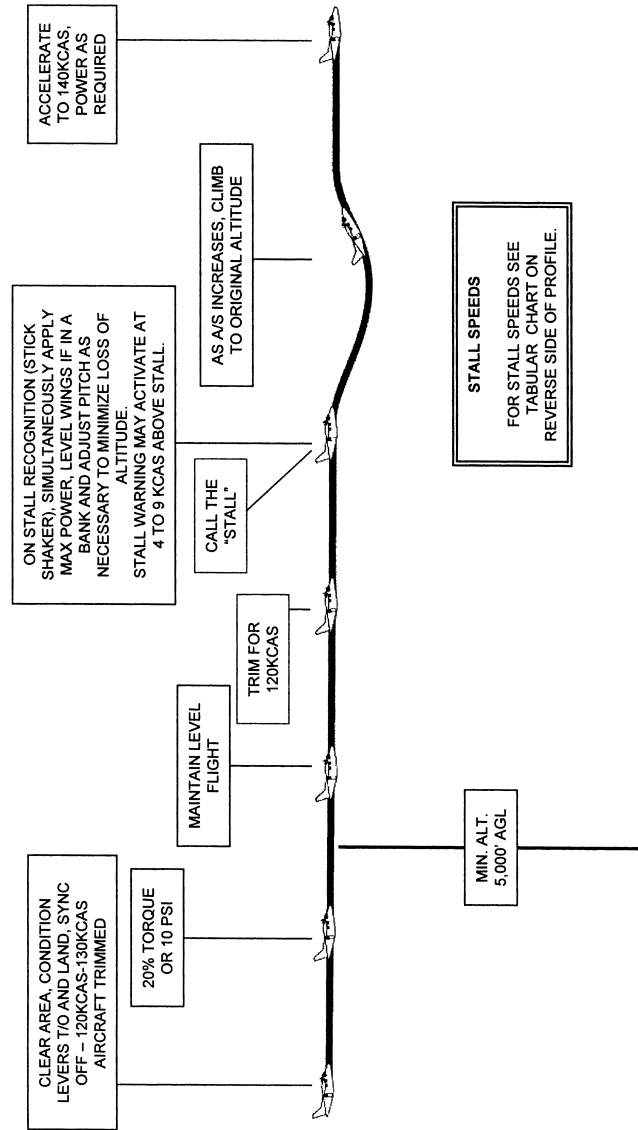 CLEAR AREA, CONDITION
LEVERS T/O AND LAND, SYNC
OFF – 120KCAS-130KCAS
AIRCRAFT TRIMMED
20% TORQUE
OR 10 PSI
MAINTAIN LEVEL
FLIGHT
TRIM FOR
120KCAS
CALL THE
"STALL"
ON STALL RECOGNITION (STICK
SHAKER), SIMULTANEOUSLY APPLY
MAX POWER, LEVEL WINGS IF IN A
BANK AND ADJUST PITCH AS
NECESSARY TO MINIMIZE LOSS OF
ALTITUDE.
STALL WARNING MAY ACTIVATE AT
4 TO 9 KCAS ABOVE STALL.
AS A/S INCREASES, CLIMB
TO ORIGINAL ALTITUDE
ACCELERATE
TO 140KCAS,
POWER AS
REQUIRED
MIN. ALT.
5,000' AGL
STALL SPEEDS
FOR STALL SPEEDS SEE
TABULAR CHART ON
REVERSE SIDE OF PROFILE.